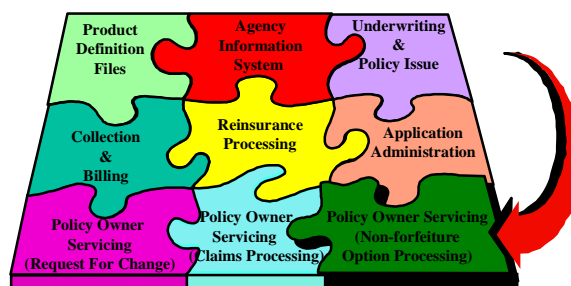 Product
Definition
Files
Agency
Information
System
Underwriting
&
Policy Issue
Collection
&
Billing
Reinsurance
Processing
Application
Administration
Policy Owner
Servicing
(Request For Change)
Policy Owner
Servicing
(Claims Processing)
Policy Owner Servicing
(Non-forfeiture
Option Processing)